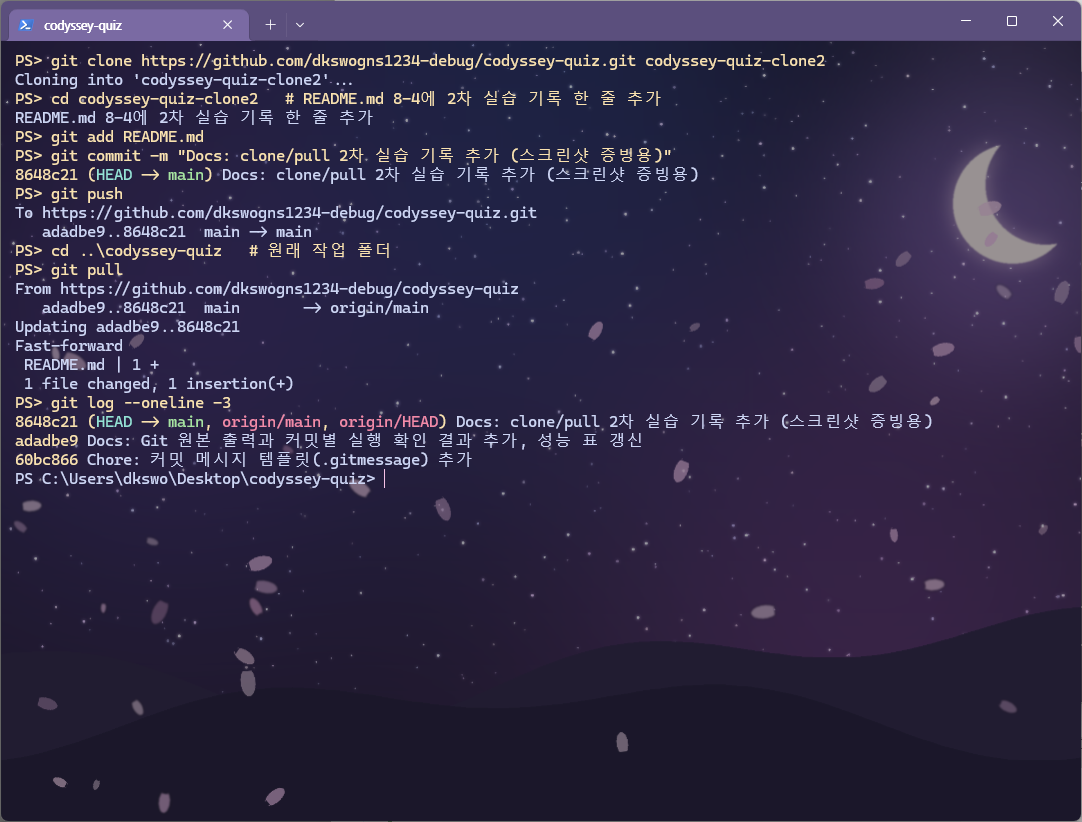 codyssey-quiz
PS> git clone https://github.com/dkswogns1234-debug/codyssey-quiz.git codyssey-quiz-clone2
Cloning into 'codyssey-quiz-clone2'...
PS> cd codyssey-quiz-clone2   # README.md 8-4에 2차 실습 기록 한 줄 추가
README.md 8-4에 2차 실습 기록 한 줄 추가
PS> git add README.md
PS> git commit -m "Docs: clone/pull 2차 실습 기록 추가 (스크린샷 증빙용)"
8648c21 (HEAD -> main) Docs: clone/pull 2차 실습 기록 추가 (스크린샷 증빙용)
PS> git push
To https://github.com/dkswogns1234-debug/codyssey-quiz.git
   adadbe9..8648c21  main -> main
PS> cd ..\codyssey-quiz   # 원래 작업 폴더
PS> git pull
From https://github.com/dkswogns1234-debug/codyssey-quiz
   adadbe9..8648c21  main       -> origin/main
Updating adadbe9..8648c21
Fast-forward
 README.md | 1 +
 1 file changed, 1 insertion(+)
PS> git log --oneline -3
8648c21 (HEAD -> main, origin/main, origin/HEAD) Docs: clone/pull 2차 실습 기록 추가 (스크린샷 증빙용)
adadbe9 Docs: Git 원본 출력과 커밋별 실행 확인 결과 추가, 성능 표 갱신
60bc866 Chore: 커밋 메시지 템플릿(.gitmessage) 추가
PS C:\Users\dkswo\Desktop\codyssey-quiz>